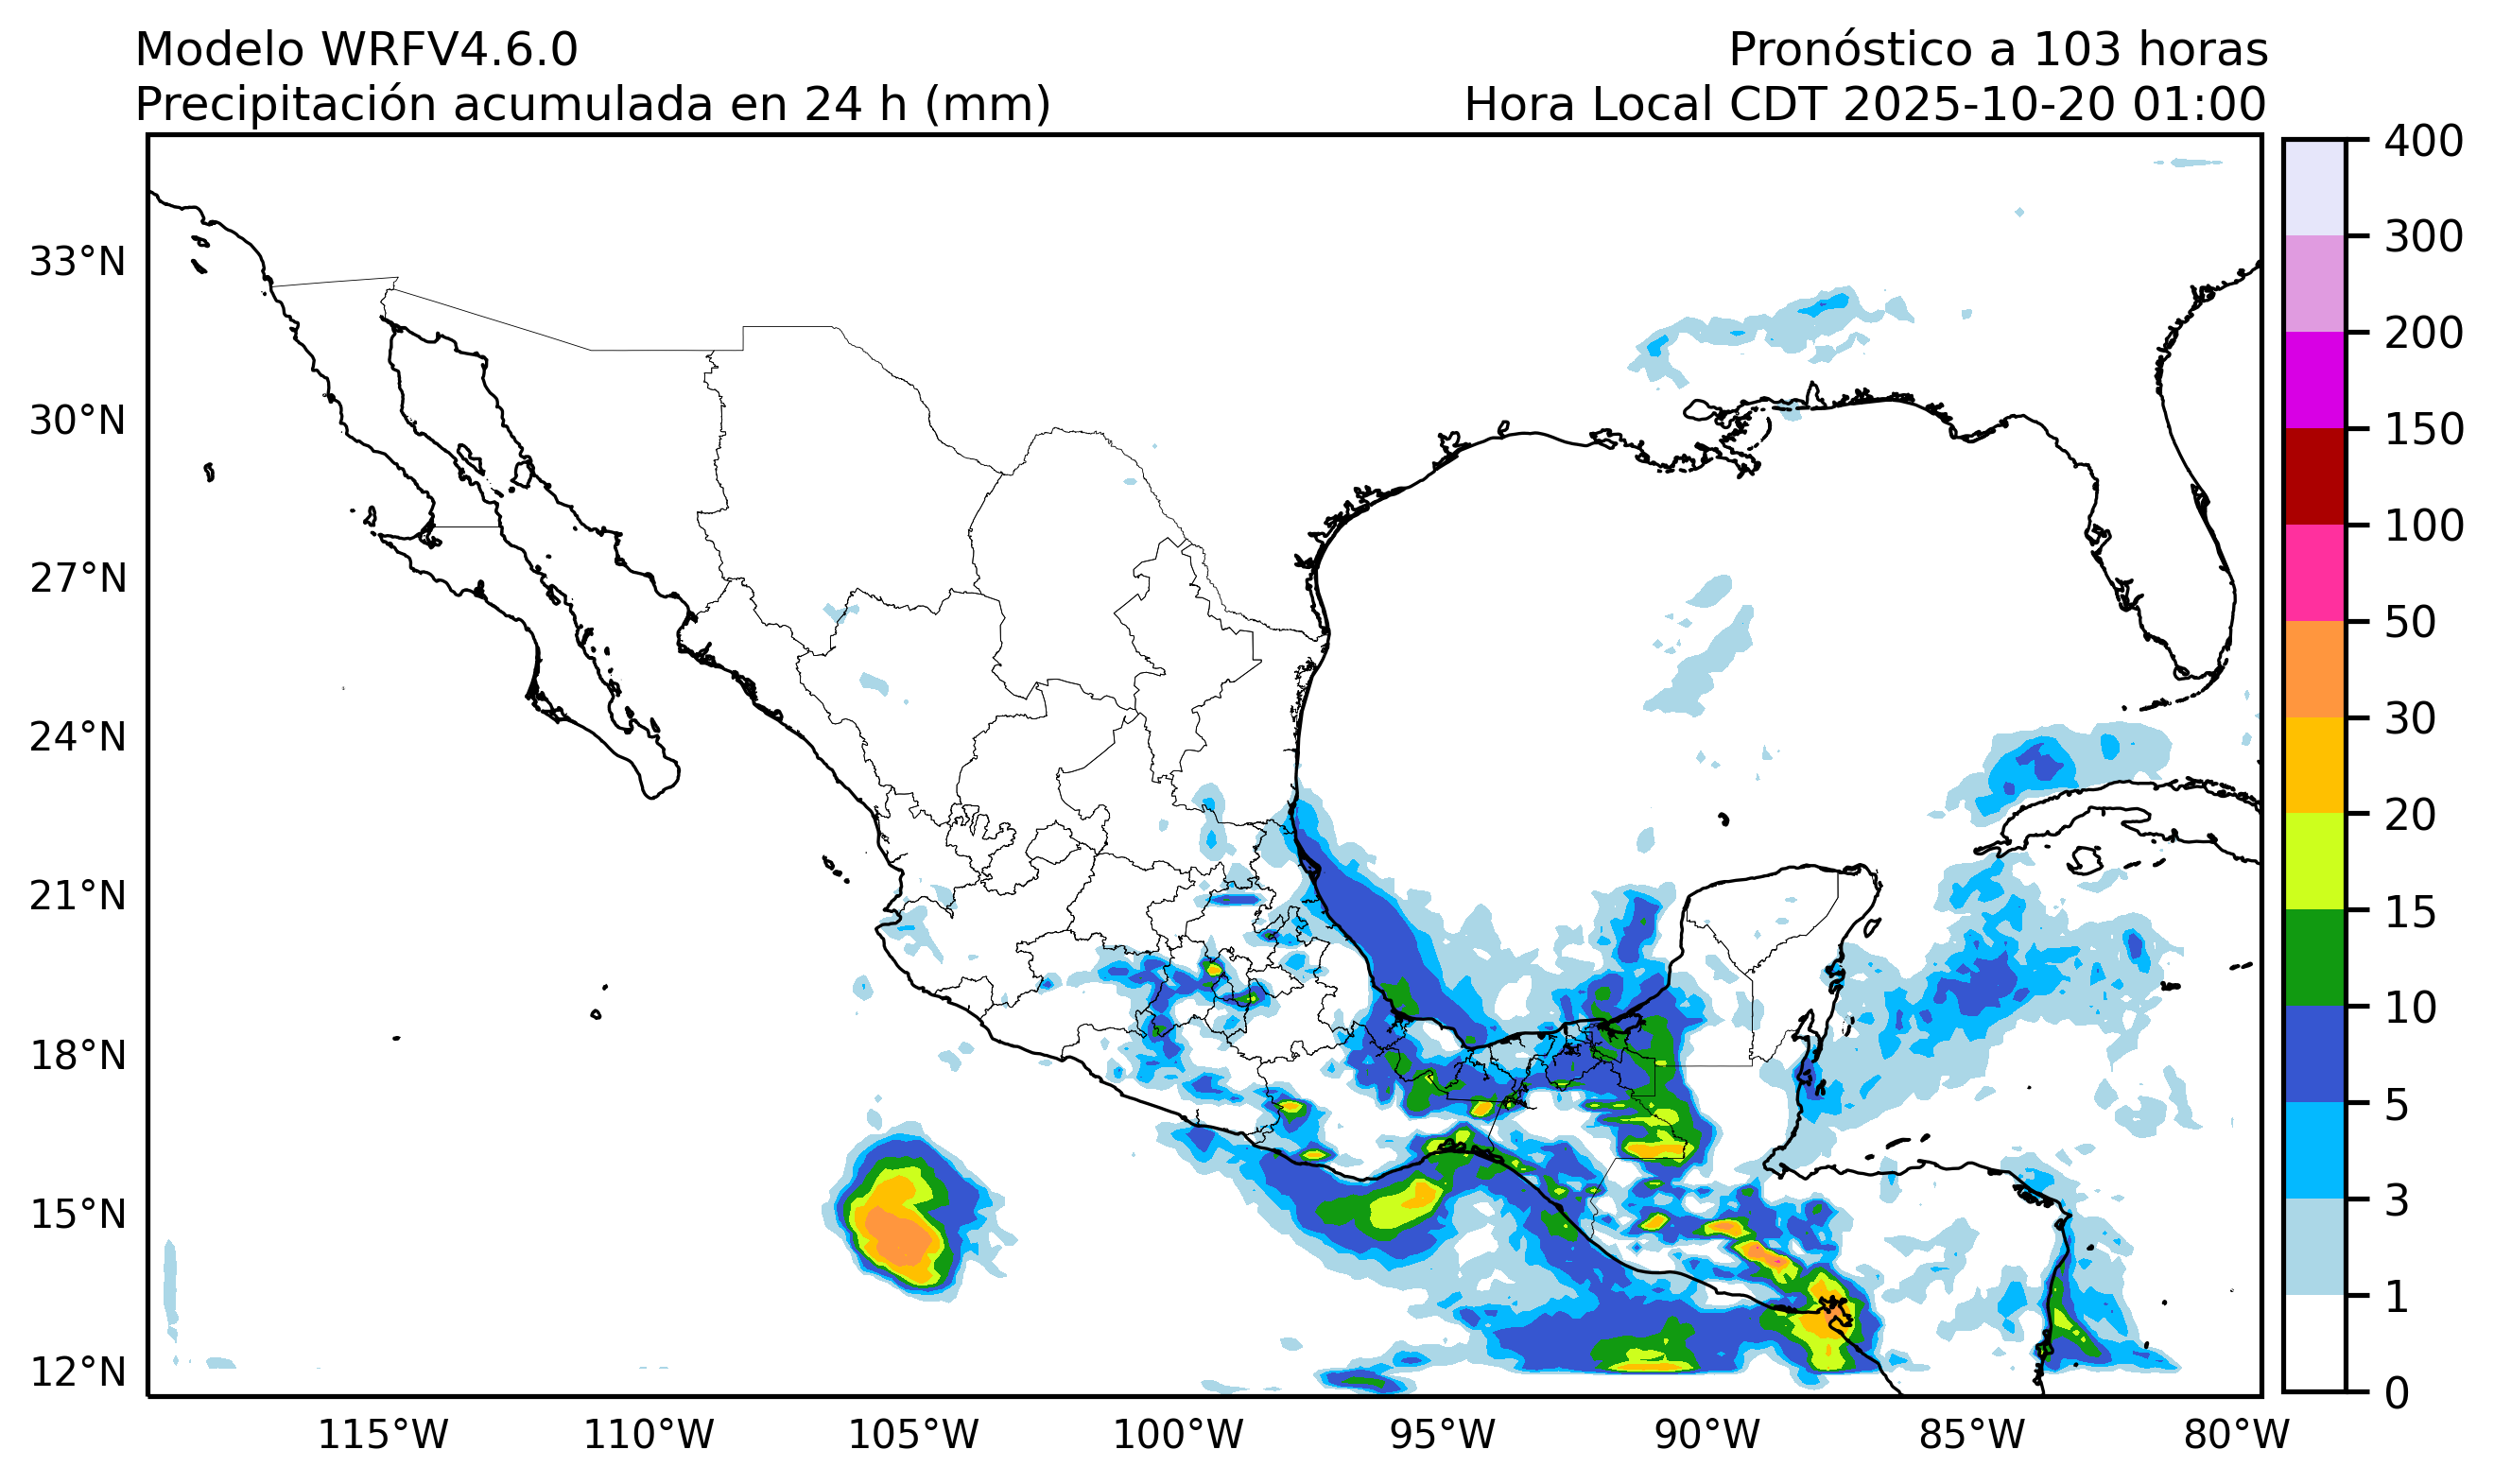 Modelo WRFV4.6.0
Pronóstico a 103 horas
Precipitación acumulada en 24 h (mm)
Hora Local CDT 2025-10-20 01:00
33°N
30°N
27°N
24°N
21°N
18°N
15°N
12°N
115°W
110°W
105°W
100°W
95°W
90°W
85°W
80°W
400
300
200
150
100
50
30
20
15
10
5
3
1
0